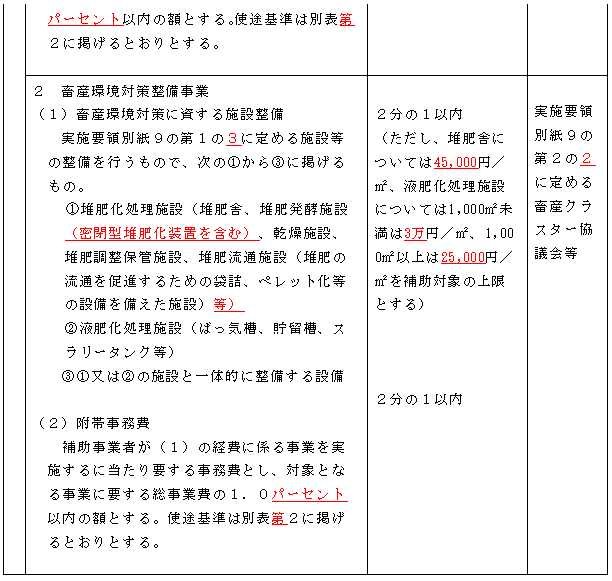 パーセント以内の額とする。使途基準は別表第
２に掲げるとおりとする。
２　畜産環境対策整備事業
（１）畜産環境対策に資する施設整備
実施要領別紙９の第１の３に定める施設等
の整備を行うもので、次の①から③に掲げる
もの。
①堆肥化処理施設（堆肥舎、堆肥発酵施設
（密閉型堆肥化装置を含む）、乾燥施設、
堆肥調整保管施設、堆肥流通施設（堆肥の
流通を促進するための袋詰、ペレット化等
の設備を備えた施設）等）
②液肥化処理施設（ばっ気槽、貯留槽、ス
ラリータンク等）
③①又は②の施設と一体的に整備する設備
（２）附帯事務費
補助事業者が（１）の経費に係る事業を実
施するに当たり要する事務費とし、対象とな
る事業に要する総事業費の１．０パーセント
以内の額とする。使途基準は別表第２に掲げ
るとおりとする。
２分の１以内
（ただし、堆肥舎に
ついては45,000円／
㎡、液肥化処理施設
については1,000㎡未
満は3万円／㎡、1,00
0㎡以上は25,000円／
㎡を補助対象の上限
とする）
２分の１以内
実施要領
別紙９の
第２の２
に定める
畜産クラ
スター協
議会等